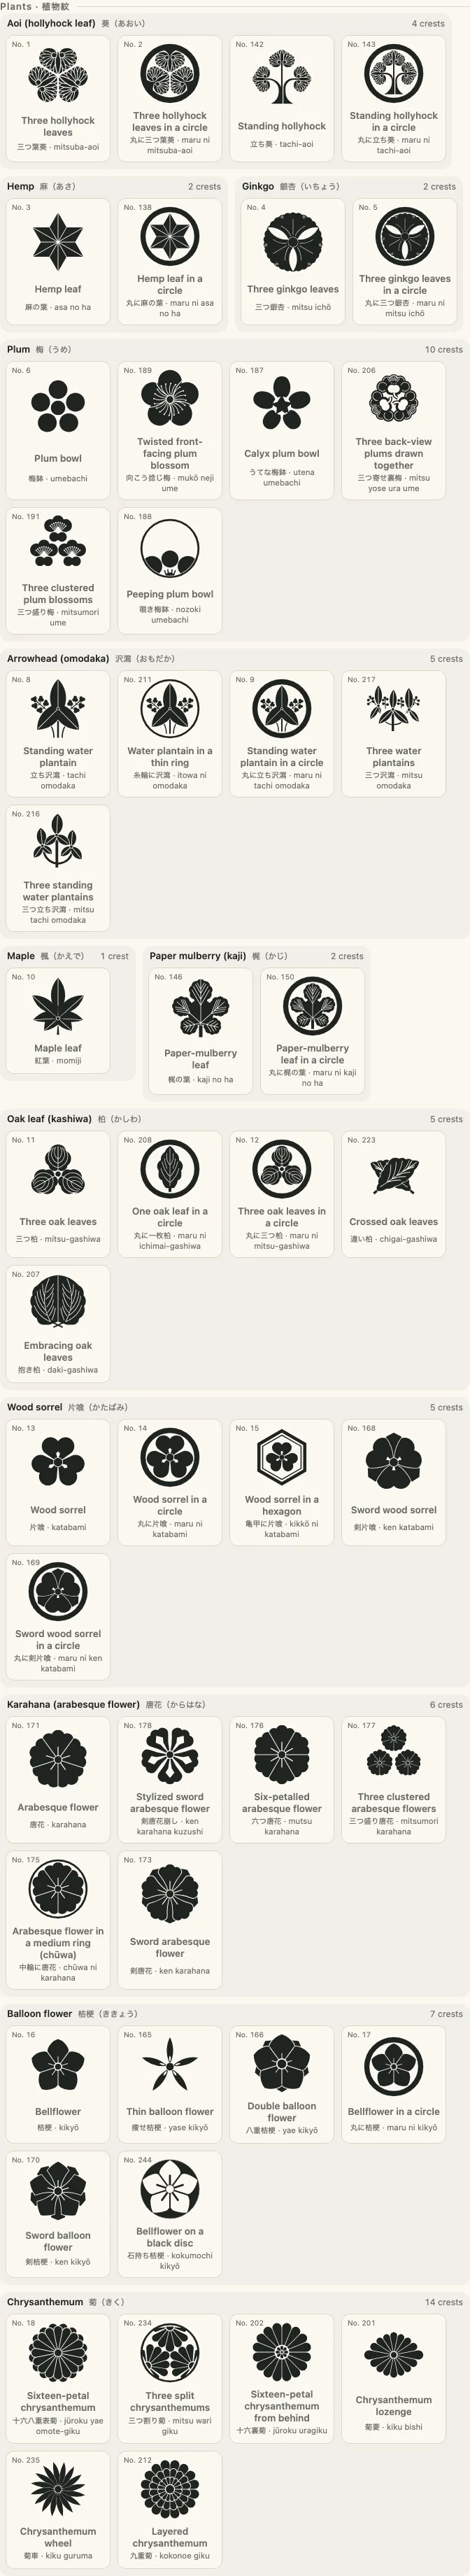 Plants · 植物紋
Aoi (hollyhock leaf) 葵（あおい） 4 crests
No. 1
Three hollyhock
leaves
三つ葉葵 · mitsuba-aoi
No. 2
Three hollyhock
leaves in a circle
丸に三つ葉葵 · maru ni
mitsuba-aoi
No. 142
Standing hollyhock
立ち葵 · tachi-aoi
No. 143
Standing hollyhock
in a circle
丸に立ち葵 · maru ni
tachi-aoi
Hemp 麻（あさ） 2 crests
No. 3
Hemp leaf
麻の葉 · asa no ha
No. 138
Hemp leaf in a
circle
丸に麻の葉 · maru ni asa
no ha
Ginkgo 銀杏（いちょう） 2 crests
No. 4
Three ginkgo leaves
三つ銀杏 · mitsu ichō
No. 5
Three ginkgo leaves
in a circle
丸に三つ銀杏 · maru ni
mitsu ichō
Plum 梅（うめ） 10 crests
No. 6
Plum bowl
梅鉢 · umebachi
No. 189
Twisted front-
facing plum
blossom
向こう捻じ梅 · mukō neji
ume
No. 187
Calyx plum bowl
うてな梅鉢 · utena
umebachi
No. 206
Three back-view
plums drawn
together
三つ寄せ裏梅 · mitsu
yose ura ume
No. 191
Three clustered
plum blossoms
三つ盛り梅 · mitsumori
ume
No. 188
Peeping plum bowl
覗き梅鉢 · nozoki
umebachi
Arrowhead (omodaka) 沢瀉（おもだか） 5 crests
No. 8
Standing water
plantain
立ち沢瀉 · tachi
omodaka
No. 211
Water plantain in a
thin ring
糸輪に沢瀉 · itowa ni
omodaka
No. 9
Standing water
plantain in a circle
丸に立ち沢瀉 · maru ni
tachi omodaka
No. 217
Three water
plantains
三つ沢瀉 · mitsu
omodaka
No. 216
Three standing
water plantains
三つ立ち沢瀉 · mitsu
tachi omodaka
Maple 楓（かえで） 1 crest
No. 10
Maple leaf
紅葉 · momiji
Paper mulberry (kaji) 梶（かじ） 2 crests
No. 146
Paper-mulberry
leaf
梶の葉 · kaji no ha
No. 150
Paper-mulberry
leaf in a circle
丸に梶の葉 · maru ni kaji
no ha
Oak leaf (kashiwa) 柏（かしわ） 5 crests
No. 11
Three oak leaves
三つ柏 · mitsu-gashiwa
No. 208
One oak leaf in a
circle
丸に一枚柏 · maru ni
ichimai-gashiwa
No. 12
Three oak leaves in
a circle
丸に三つ柏 · maru ni
mitsu-gashiwa
No. 223
Crossed oak leaves
違い柏 · chigai-gashiwa
No. 207
Embracing oak
leaves
抱き柏 · daki-gashiwa
Wood sorrel 片喰（かたばみ） 5 crests
No. 13
Wood sorrel
片喰 · katabami
No. 14
Wood sorrel in a
circle
丸に片喰 · maru ni
katabami
No. 15
Wood sorrel in a
hexagon
亀甲に片喰 · kikkō ni
katabami
No. 168
Sword wood sorrel
剣片喰 · ken katabami
No. 169
Sword wood sorrel
in a circle
丸に剣片喰 · maru ni ken
katabami
Karahana (arabesque flower) 唐花（からはな） 6 crests
No. 171
Arabesque flower
唐花 · karahana
No. 178
Stylized sword
arabesque flower
剣唐花崩し · ken
karahana kuzushi
No. 176
Six-petalled
arabesque flower
六つ唐花 · mutsu
karahana
No. 177
Three clustered
arabesque flowers
三つ盛り唐花 · mitsumori
karahana
No. 175
Arabesque flower in
a medium ring
(chūwa)
中輪に唐花 · chūwa ni
karahana
No. 173
Sword arabesque
flower
剣唐花 · ken karahana
Balloon flower 桔梗（ききょう） 7 crests
No. 16
Bellflower
桔梗 · kikyō
No. 165
Thin balloon flower
痩せ桔梗 · yase kikyō
No. 166
Double balloon
flower
八重桔梗 · yae kikyō
No. 17
Bellflower in a circle
丸に桔梗 · maru ni kikyō
No. 170
Sword balloon
flower
剣桔梗 · ken kikyō
No. 244
Bellflower on a
black disc
石持ち桔梗 · kokumochi
kikyō
Chrysanthemum 菊（きく） 14 crests
No. 18
Sixteen-petal
chrysanthemum
十六八重表菊 · jūroku yae
omote-giku
No. 234
Three split
chrysanthemums
三つ割り菊 · mitsu wari
giku
No. 202
Sixteen-petal
chrysanthemum
from behind
十六裏菊 · jūroku uragiku
No. 201
Chrysanthemum
lozenge
菊菱 · kiku bishi
No. 235
Chrysanthemum
wheel
菊車 · kiku guruma
No. 212
Layered
chrysanthemum
九重菊 · kokonoe giku